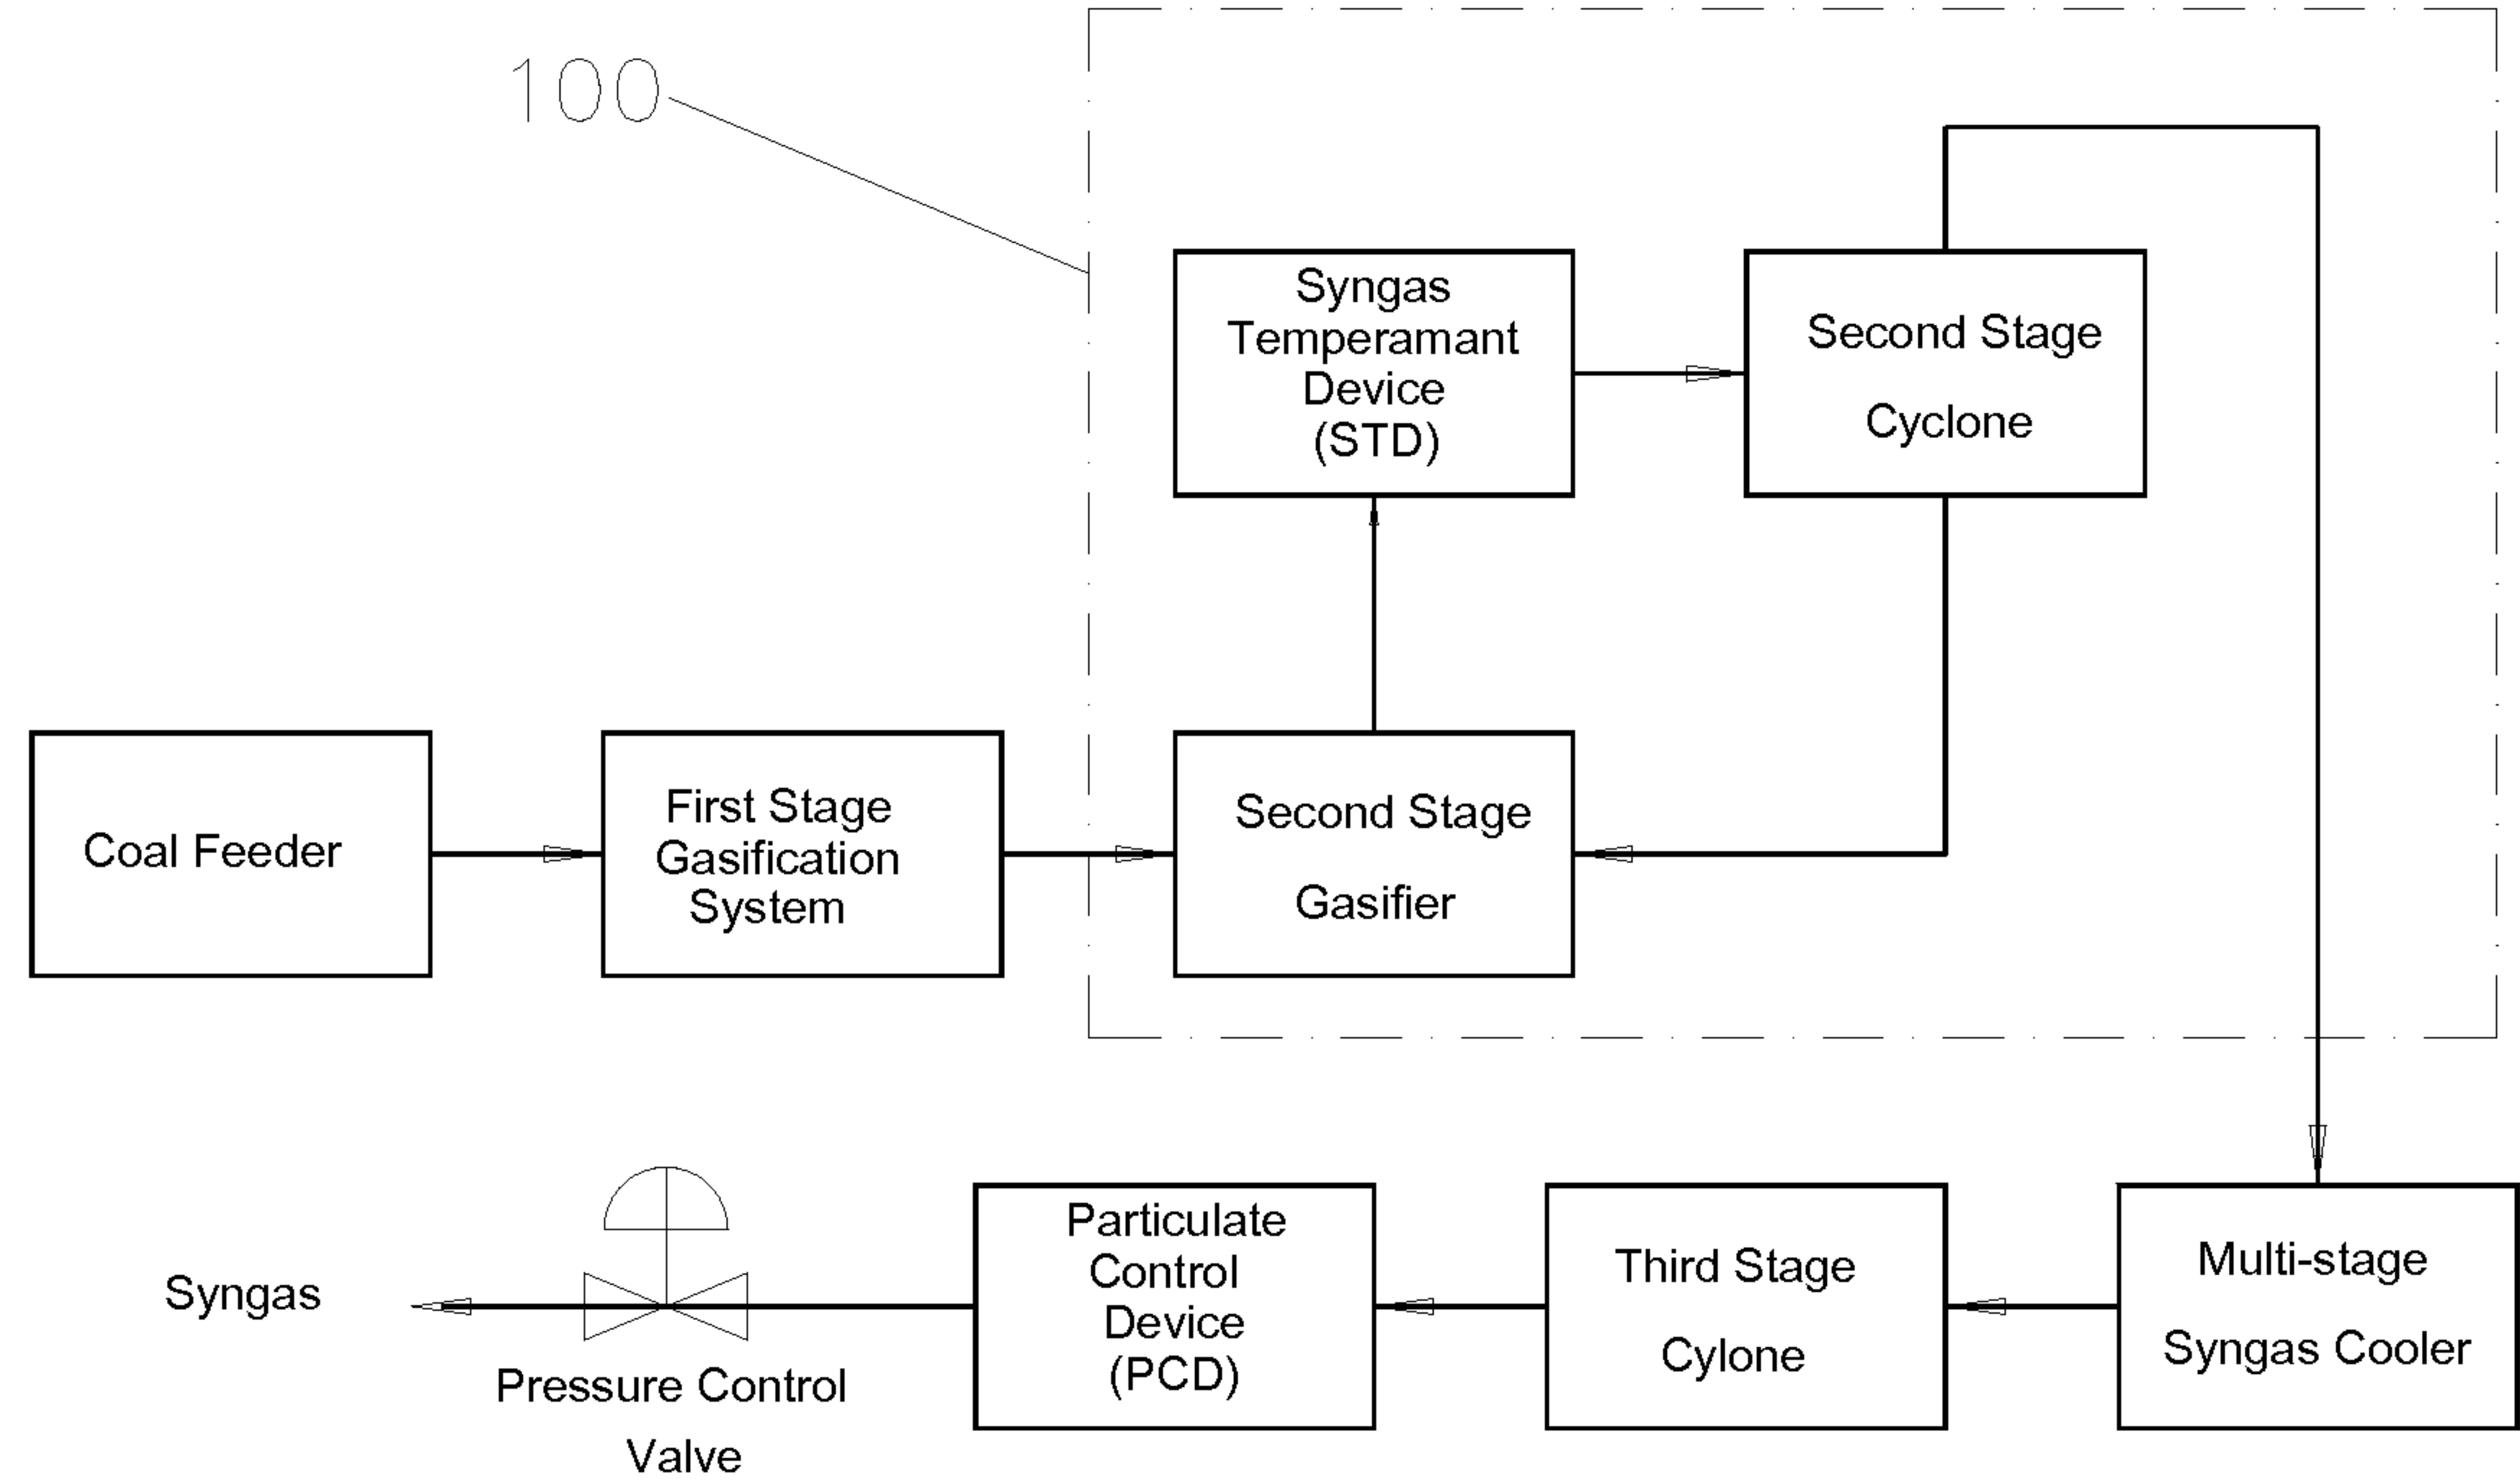 100
Syngas
Temperamant
Device
(STD)
Second Stage
Cyclone
Coal Feeder
First Stage
Gasification
System
Second Stage
Gasifier
Syngas
Pressure Control
Valve
Particulate
Control
Device
(PCD)
Third Stage
Cylone
Multi-stage
Syngas Cooler